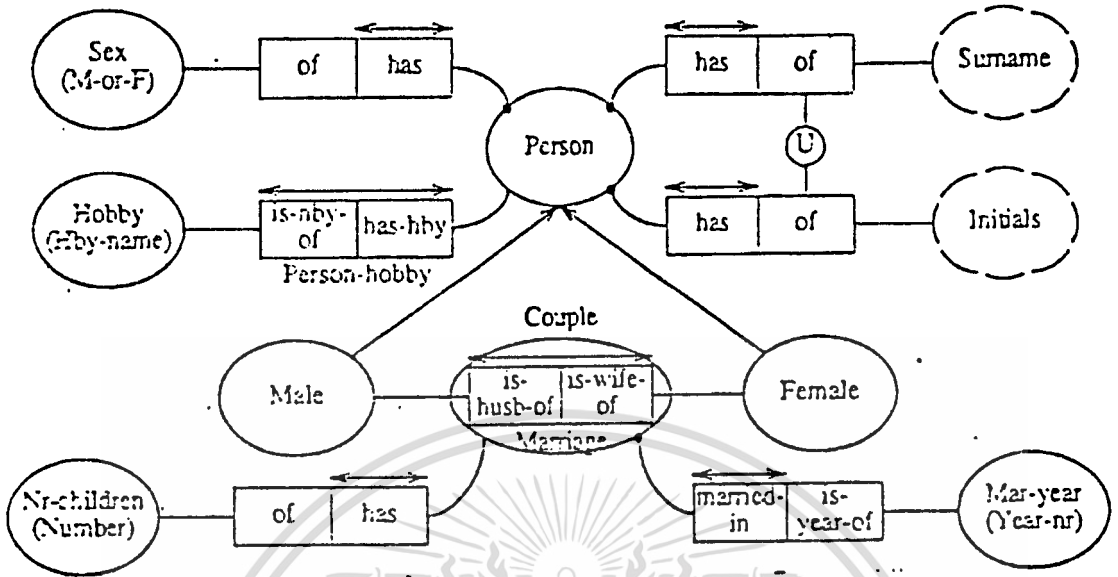 Sex
(M-or-F)
of
has
has
of
Surname
Person
U
Hobby
(Hby-name)
is-hby-
of
has-hby
Person-hobby
has
of
Initials
Couple
Male
is-
husb-of
is-wife-
of
Female
Marriage
Nr-children
(Number)
of
has
married-
in
is-
year-of
Mar-year
(Year-nr)